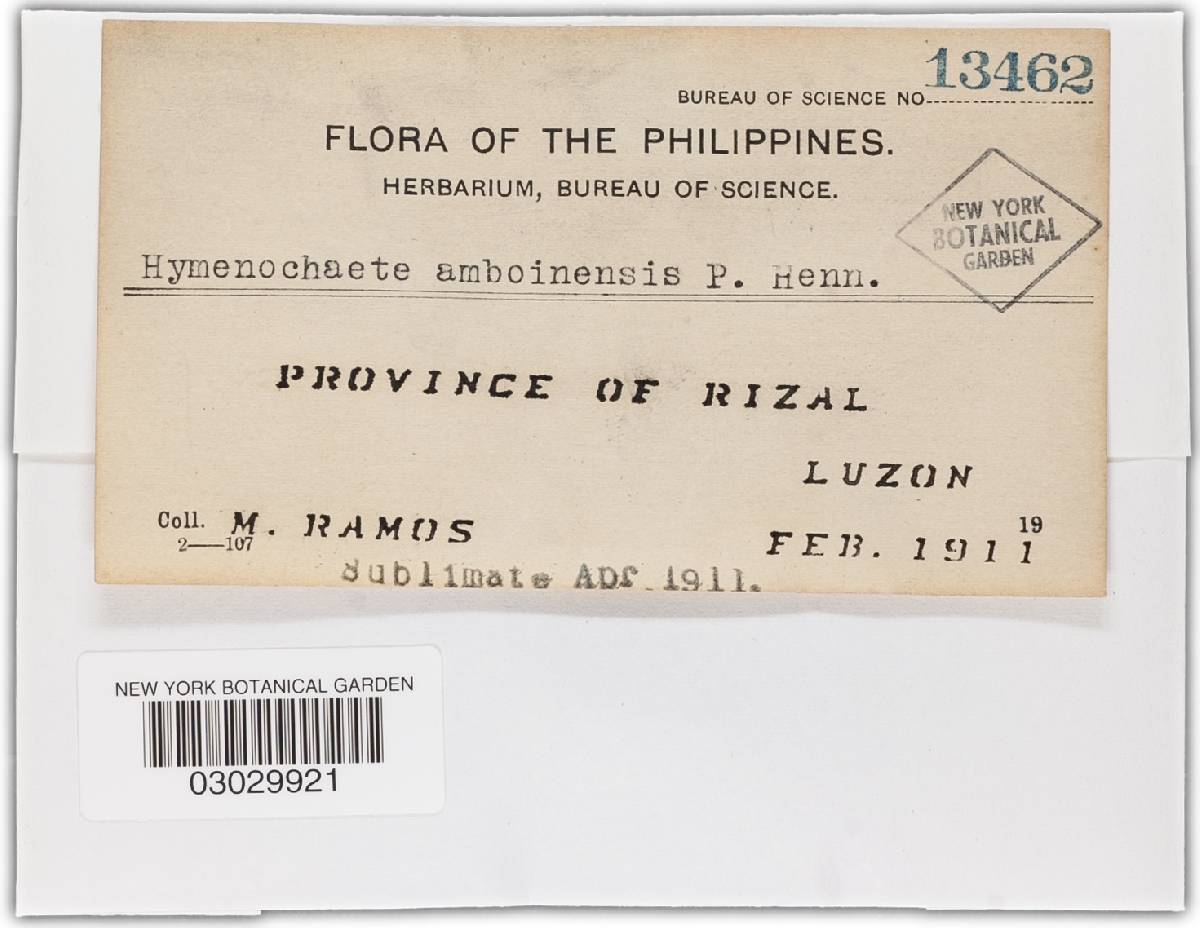 BUREAU OF SCIENCE NO 13462
FLORA OF THE PHILIPPINES.
HERBARIUM, BUREAU OF SCIENCE.
NEW YORK
BOTANICAL
GARDEN
Hymenochaete amboinensis P. Henn.
PROVINCE OF RIZAL
LUZON
Coll. M. RAMOS
2—107
19
FEB. 1911
Sublimate Apr. 1911.
NEW YORK BOTANICAL GARDEN
03029921